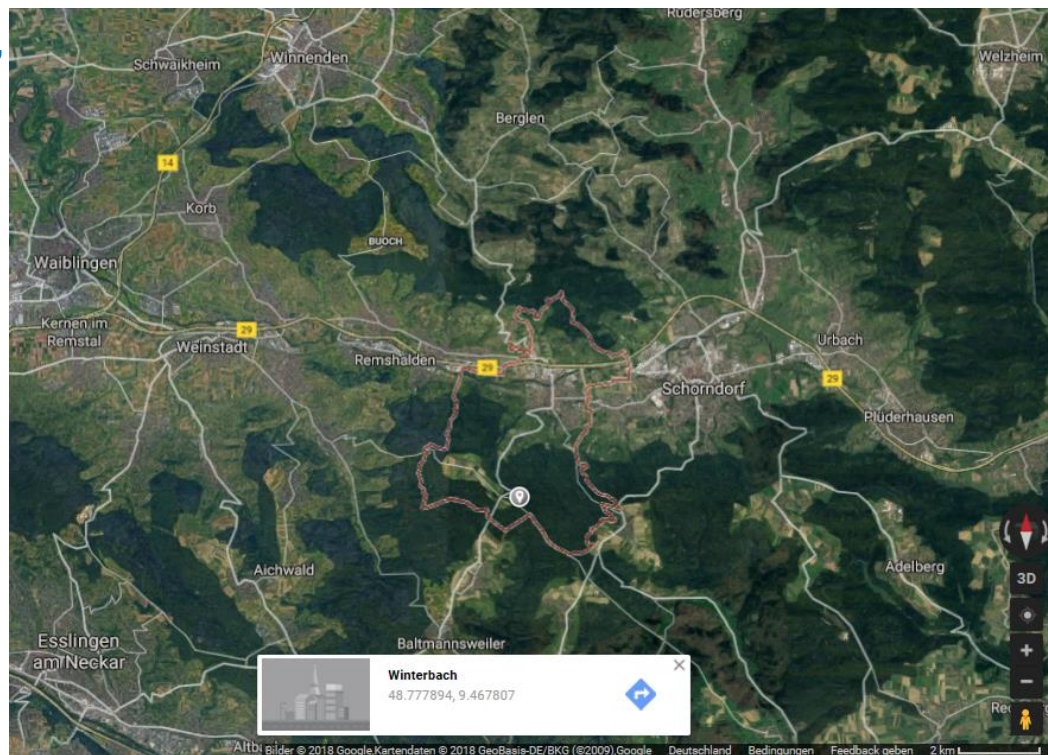 Rudersberg
Welzheim
Winnenden
Schwaikheim
Berglen
14
Korb
BUOCH
Waiblingen
Kernen im
Remstal
29
Weinstadt
Remshalden
29
Urbach
Schorndorf
29
Plüderhausen
Aichwald
Adelberg
3D
Esslingen
am Neckar
Baltmannsweiler
Winterbach
48.777894, 9.467807
Altb
Bilder © 2018 Google,Kartendaten © 2018 GeoBasis-DE/BKG (©2009),Google Deutschland Bedingungen Feedback geben 2 km